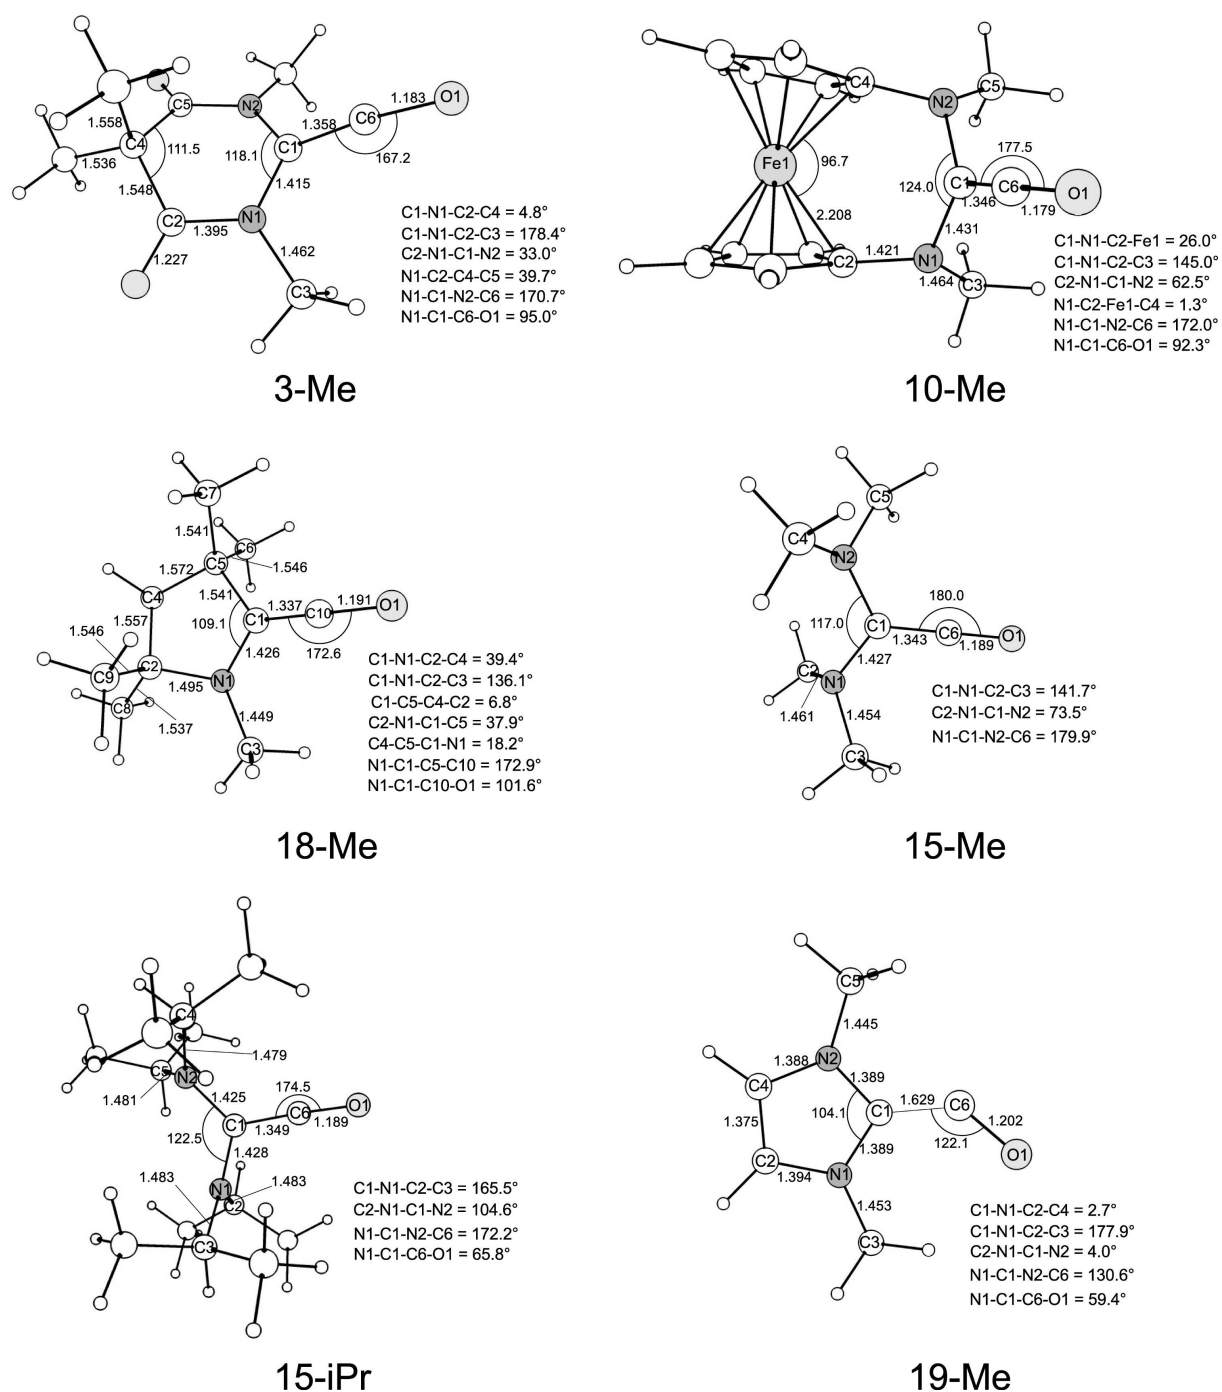 C5
N2
1.183
O1
1.558
C4
1.358
C6
118.1
C1
167.2
111.5
1.536
1.415
1.548
C2
N1
1.395
1.462
1.227
C3
C1-N1-C2-C4 = 4.8°
C1-N1-C2-C3 = 178.4°
C2-N1-C1-N2 = 33.0°
N1-C2-C4-C5 = 39.7°
N1-C1-N2-C6 = 170.7°
N1-C1-C6-O1 = 95.0°
3-Me
C4
N2
C5
177.5
Fe1
96.7
C1
C6
O1
124.0
1.346
1.179
2.208
1.431
1.421
C2
N1
1.464
C3
C1-N1-C2-Fe1 = 26.0°
C1-N1-C2-C3 = 145.0°
C2-N1-C1-N2 = 62.5°
N1-C2-Fe1-C4 = 1.3°
N1-C1-N2-C6 = 172.0°
N1-C1-C6-O1 = 92.3°
10-Me
C7
1.541
C6
C5
1.546
1.572
C4
1.541
1.337
1.191
O1
C10
109.1
C1
1.557
172.6
1.546
1.426
C9
C2
1.495
N1
C8
1.537
1.449
C3
C1-N1-C2-C4 = 39.4°
C1-N1-C2-C3 = 136.1°
C1-C5-C4-C2 = 6.8°
C2-N1-C1-C5 = 37.9°
C4-C5-C1-N1 = 18.2°
N1-C1-C5-C10 = 172.9°
N1-C1-C10-O1 = 101.6°
18-Me
C5
C4
N2
180.0
117.0
C1
C6
O1
1.343
1.189
1.427
C2
N1
1.461
1.454
C3
C1-N1-C2-C3 = 141.7°
C2-N1-C1-N2 = 73.5°
N1-C1-N2-C6 = 179.9°
15-Me
C4
1.479
C5
N2
1.481
1.425
174.5
C6
O1
C1
1.349
1.189
122.5
1.428
1.483
N1
1.483
C2
C3
C1-N1-C2-C3 = 165.5°
C2-N1-C1-N2 = 104.6°
N1-C1-N2-C6 = 172.2°
N1-C1-C6-O1 = 65.8°
15-iPr
C5
1.445
1.388
N2
C4
1.389
1.629
C6
104.1
C1
1.202
1.375
122.1
1.389
C2
O1
1.394
N1
1.453
C3
C1-N1-C2-C4 = 2.7°
C1-N1-C2-C3 = 177.9°
C2-N1-C1-N2 = 4.0°
N1-C1-N2-C6 = 130.6°
N1-C1-C6-O1 = 59.4°
19-Me